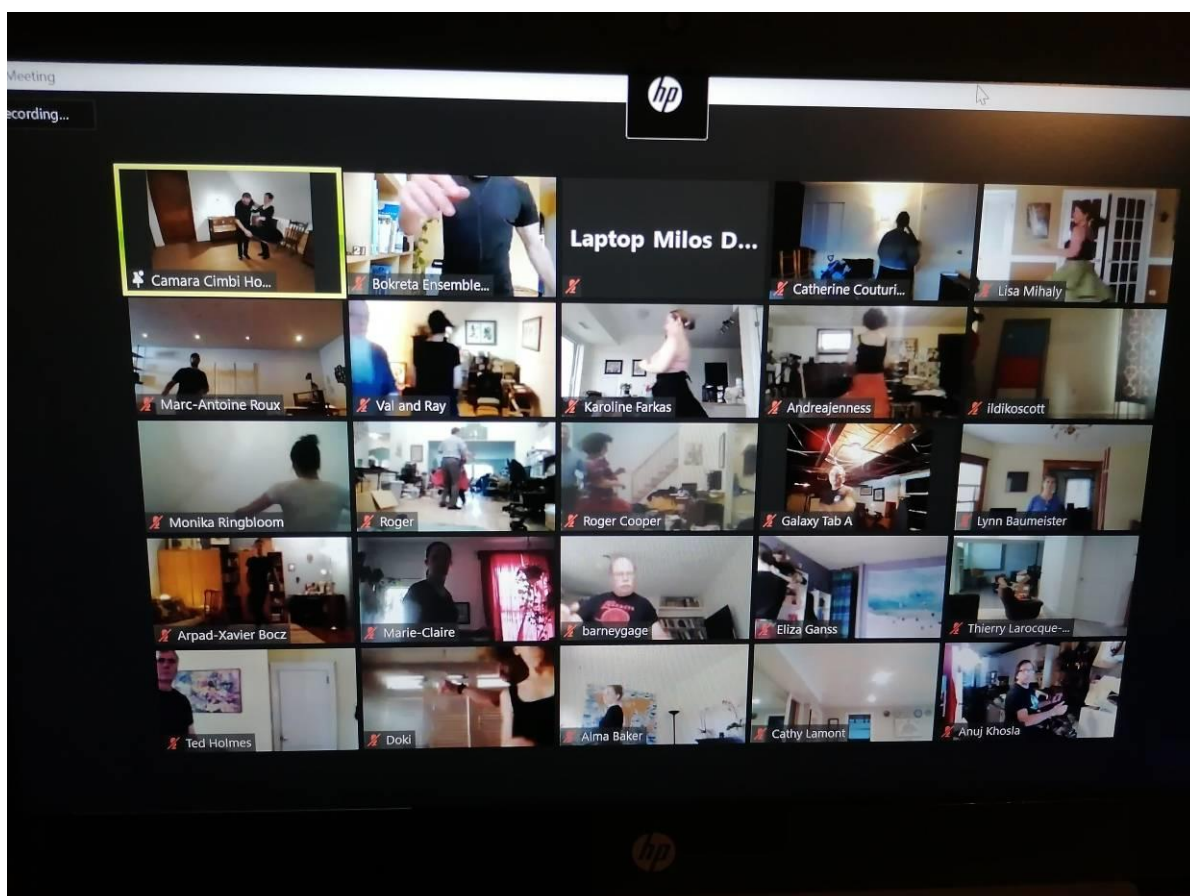 Meeting
ecording...
hp
Camara Cimbi Ho...
Bokreta Ensemble...
Laptop Milos D...
Catherine Couturi...
Lisa Mihaly
Marc-Antoine Roux
Val and Ray
Karoline Farkas
Andreajenness
ildikoscott
Monika Ringbloom
Roger
Roger Cooper
Galaxy Tab A
Lynn Baumeister
Arpad-Xavier Bocz
Marie-Claire
barneygage
Eliza Ganss
Thierry Larocque-...
Ted Holmes
Doki
Alma Baker
Cathy Lamont
Anuj Khosla
hp